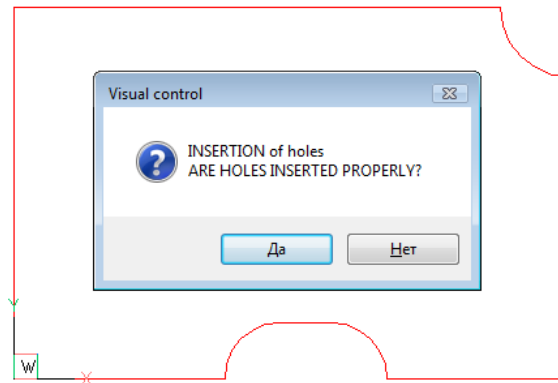 Visual control
INSERTION of holes
ARE HOLES INSERTED PROPERLY?
Да
Нет
W
X